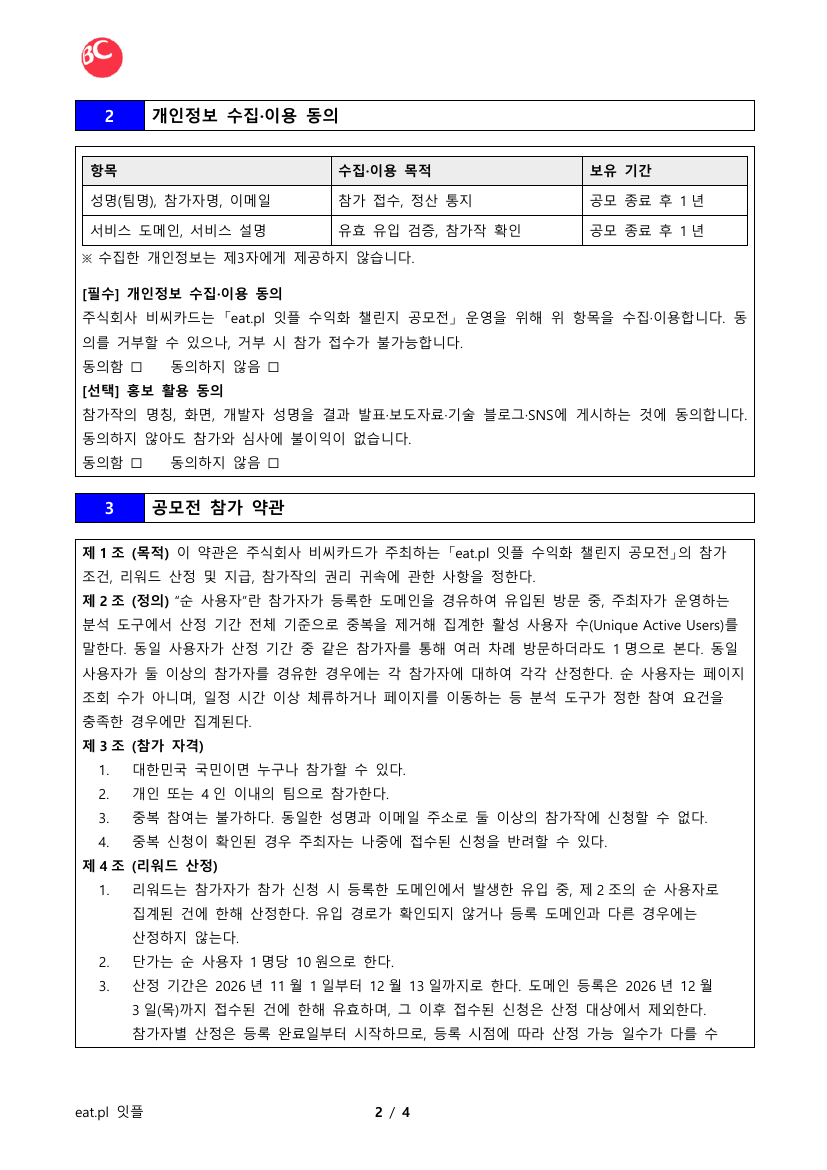 BC
2 개인정보 수집·이용 동의
항목 수집·이용 목적 보유 기간
성명(팀명), 참가자명, 이메일 참가 접수, 정산 통지 공모 종료 후 1년
서비스 도메인, 서비스 설명 유효 유입 검증, 참가작 확인 공모 종료 후 1년
※ 수집한 개인정보는 제3자에게 제공하지 않습니다.
[필수] 개인정보 수집·이용 동의
주식회사 비씨카드는 「eat.pl 잇플 수익화 챌린지 공모전」 운영을 위해 위 항목을 수집·이용합니다. 동
의를 거부할 수 있으나, 거부 시 참가 접수가 불가능합니다.
동의함 □ 동의하지 않음 □
[선택] 홍보 활용 동의
참가작의 명칭, 화면, 개발자 성명을 결과 발표·보도자료·기술 블로그·SNS에 게시하는 것에 동의합니다.
동의하지 않아도 참가와 심사에 불이익이 없습니다.
동의함 □ 동의하지 않음 □
3 공모전 참가 약관
제 1 조 (목적) 이 약관은 주식회사 비씨카드가 주최하는 「eat.pl 잇플 수익화 챌린지 공모전」의 참가
조건, 리워드 산정 및 지급, 참가작의 권리 귀속에 관한 사항을 정한다.
제 2 조 (정의) “순 사용자”란 참가자가 등록한 도메인을 경유하여 유입된 방문 중, 주최자가 운영하는
분석 도구에서 산정 기간 전체 기준으로 중복을 제거해 집계한 활성 사용자 수(Unique Active Users)를
말한다. 동일 사용자가 산정 기간 중 같은 참가자를 통해 여러 차례 방문하더라도 1 명으로 본다. 동일
사용자가 둘 이상의 참가자를 경유한 경우에는 각 참가자에 대하여 각각 산정한다. 순 사용자는 페이지
조회 수가 아니며, 일정 시간 이상 체류하거나 페이지를 이동하는 등 분석 도구가 정한 참여 요건을
충족한 경우에만 집계된다.
제 3 조 (참가 자격)
1. 대한민국 국민이면 누구나 참가할 수 있다.
2. 개인 또는 4 인 이내의 팀으로 참가한다.
3. 중복 참여는 불가하다. 동일한 성명과 이메일 주소로 둘 이상의 참가작에 신청할 수 없다.
4. 중복 신청이 확인된 경우 주최자는 나중에 접수된 신청을 반려할 수 있다.
제 4 조 (리워드 산정)
1. 리워드는 참가자가 참가 신청 시 등록한 도메인에서 발생한 유입 중, 제 2 조의 순 사용자로
집계된 건에 한해 산정한다. 유입 경로가 확인되지 않거나 등록 도메인과 다른 경우에는
산정하지 않는다.
2. 단가는 순 사용자 1 명당 10 원으로 한다.
3. 산정 기간은 2026 년 11 월 1 일부터 12 월 13 일까지로 한다. 도메인 등록은 2026 년 12 월
3 일(목)까지 접수된 건에 한해 유효하며, 그 이후 접수된 신청은 산정 대상에서 제외한다.
참가자별 산정은 등록 완료일부터 시작하므로, 등록 시점에 따라 산정 가능 일수가 다를 수
eat.pl 잇플 2 / 4